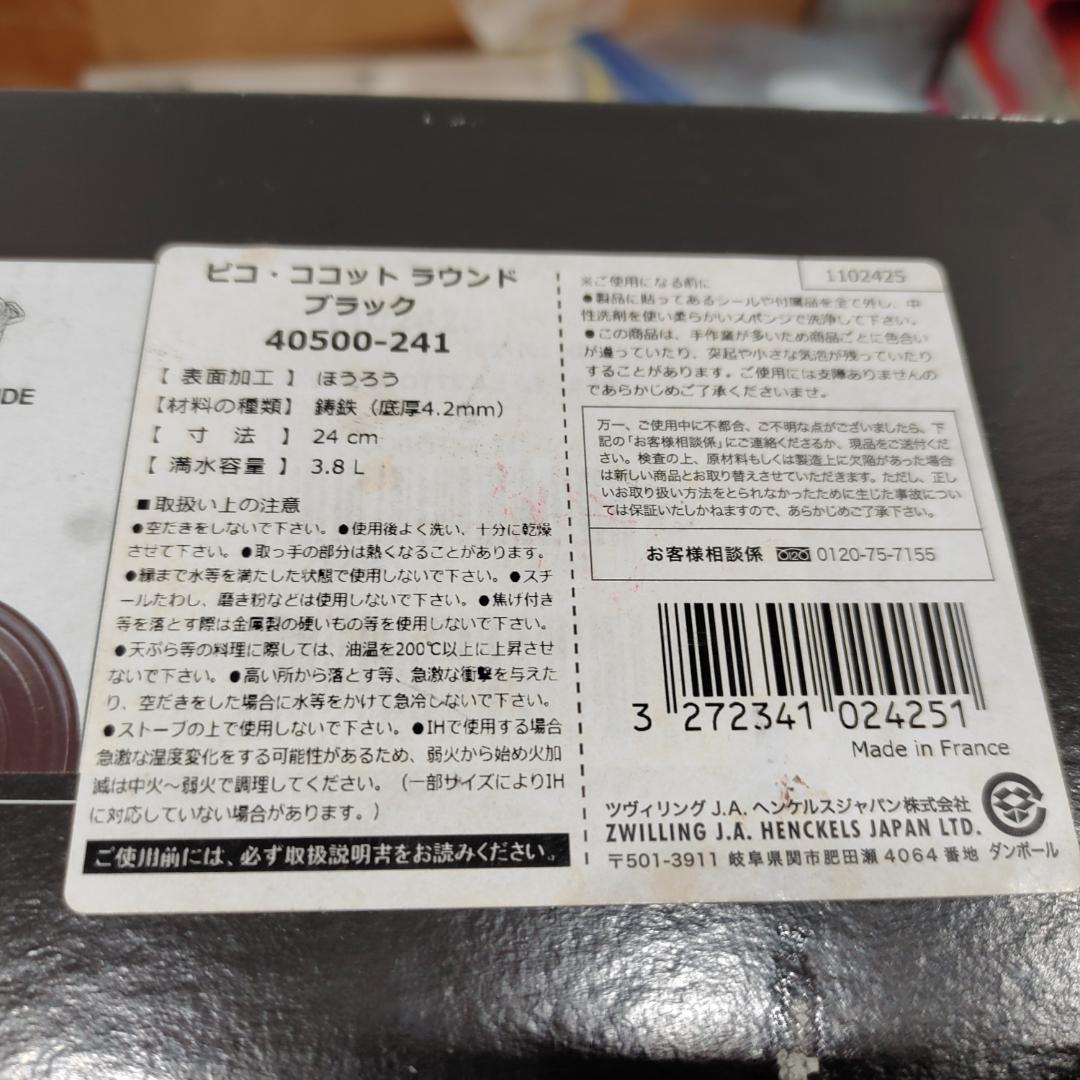 IDE
ピコ・ココット ラウンド
ブラック
40500-241
【 表面加工 】 ほうろう
【材料の種類】 鋳鉄（底厚4.2mm）
【 寸 法 】 24 cm
【 満水容量 】 3.8 L
■取扱い上の注意
●空だきをしないで下さい。●使用後よく洗い、十分に乾燥
させて下さい。●取っ手の部分は熱くなることがあります。
●縁まで水等を満たした状態で使用しないで下さい。●スチ
ールたわし、磨き粉などは使用しないで下さい。●焦げ付き
等を落とす際は金属製の硬いもの等を使用しないで下さい。
●天ぷら等の料理に際しては、油温を200℃以上に上昇させ
ないで下さい。●高い所から落とす等、急激な衝撃を与えた
り、空だきをした場合に水等をかけて急冷しないで下さい。
●ストーブの上で使用しないで下さい。●IHで使用する場合
急激な温度変化をする可能性があるため、弱火から始め火加
減は中火～弱火で調理してください。（一部サイズによりIH
に対応していない場合があります。）
ご使用前には、必ず取扱説明書をお読みください。
1102425
※ご使用になる前に
●製品に貼ってあるシールや付属品を全て外し、中
性洗剤を使い柔らかいスポンジで洗浄して下さい。
●この商品は、手作業が多いため商品ごとに色合い
が違っていたり、突起や小さな気泡が残っていたり
することがあります。ご使用には支障ありませんの
であらかじめご了承くださいませ。
万一、ご使用中に不都合、ご不明な点がございましたら、下
記の「お客様相談係」にご連絡くださるか、現品をご送付くだ
さい。検査の上、原材料もしくは製造上に欠陥があった場合
は新しい商品とお取り替えさせていただきます。ただし、正し
いお取り扱い方法をとられなかったために生じた事故につい
ては保証いたしかねますので、あらかじめご了承下さい。
お客様相談係 0120-75-7155
3 272341 024251
Made in France
ツヴィリング J.A. ヘンケルスジャパン株式会社
ZWILLING J.A. HENCKELS JAPAN LTD.
〒501-3911 岐阜県関市肥田瀬 4064 番地
ダンボール